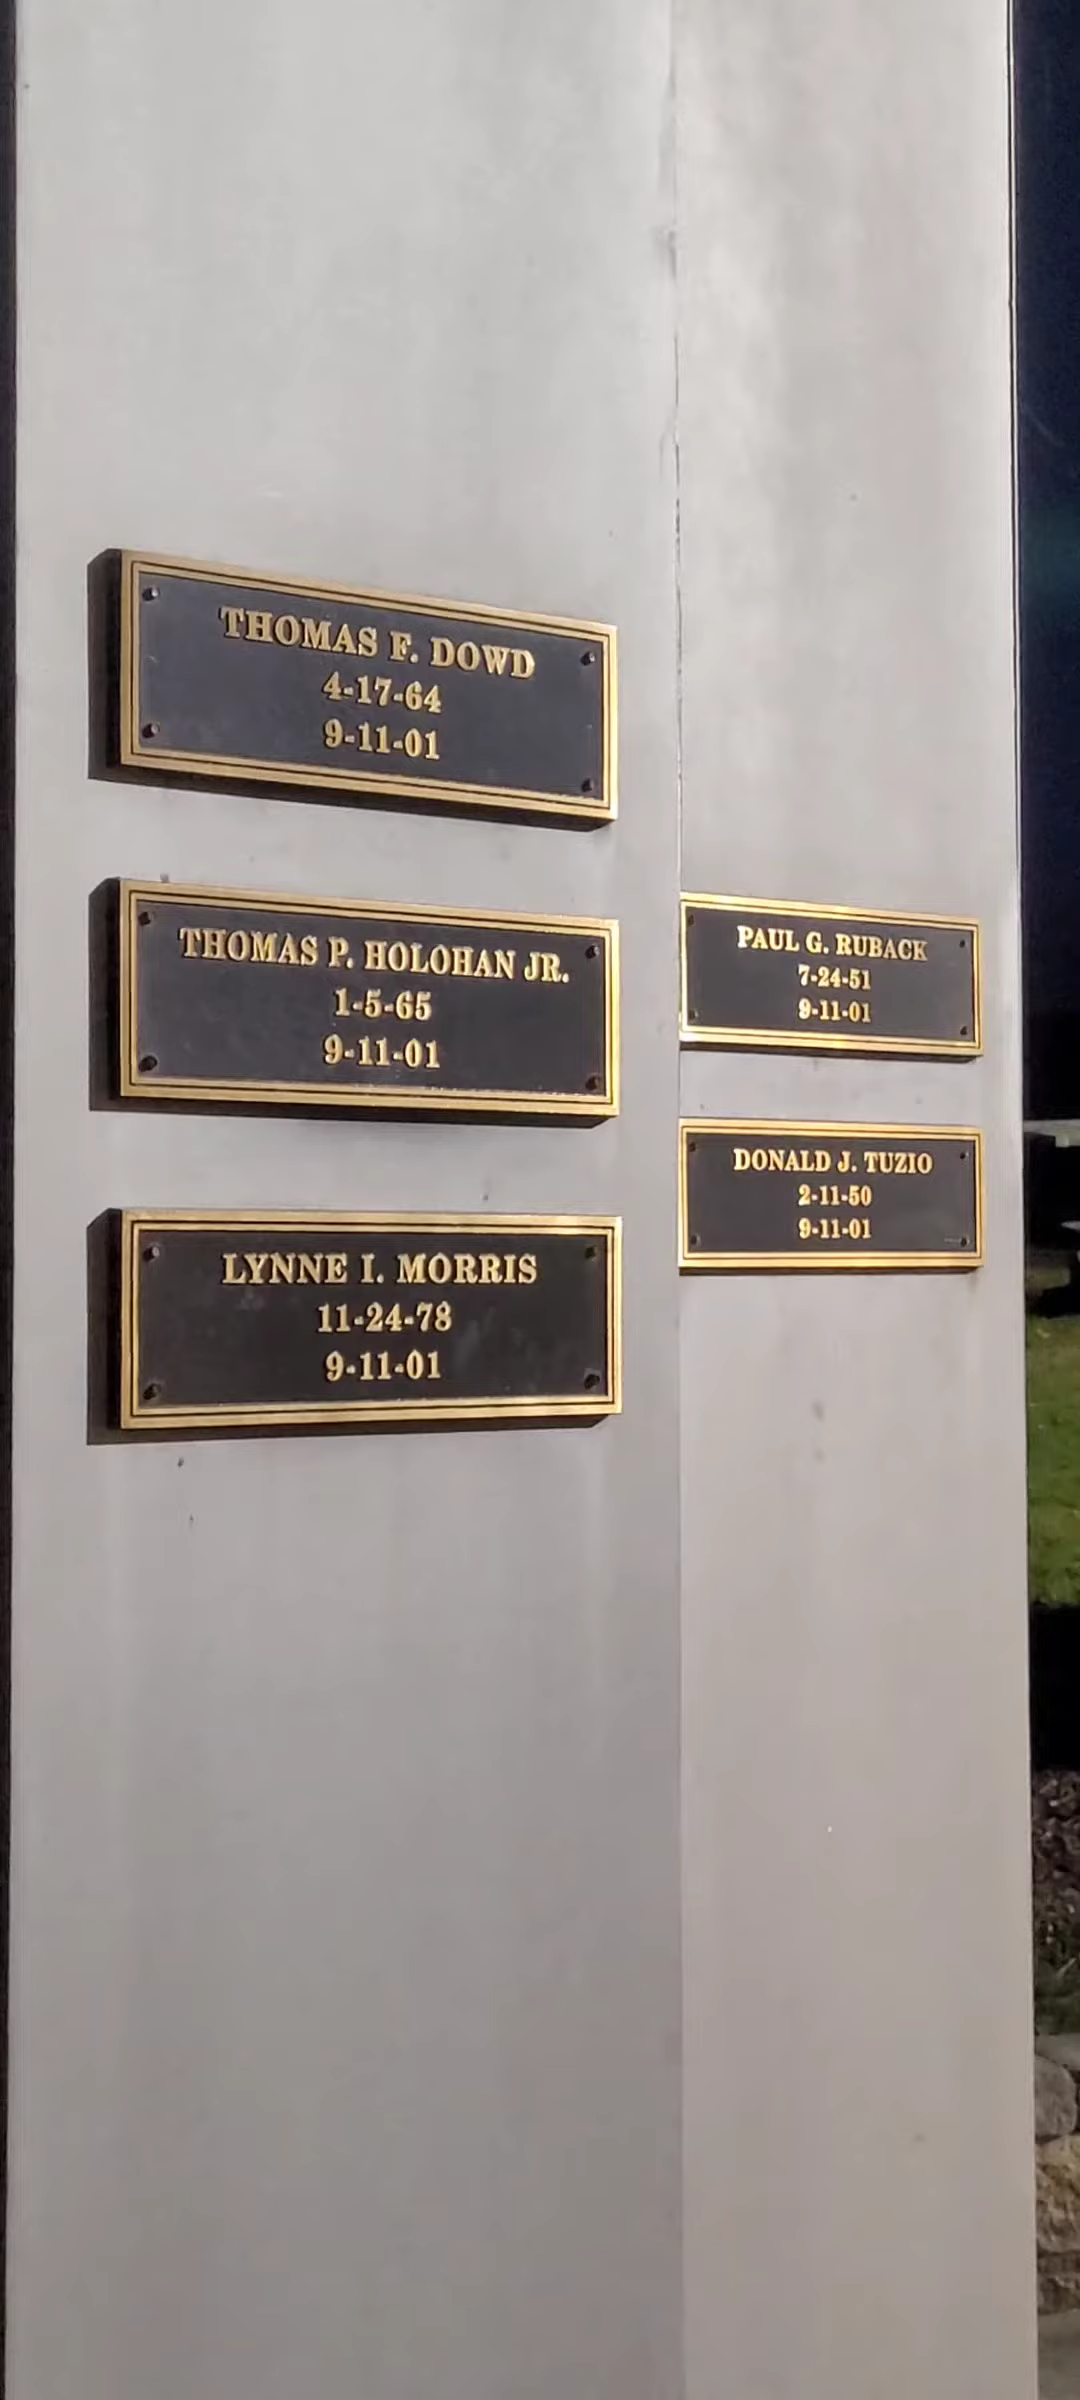 THOMAS F. DOWD
4-17-64
9-11-01
THOMAS P. HOLOHAN JR.
1-5-65
9-11-01
LYNNE I. MORRIS
11-24-78
9-11-01
PAUL G. RUBACK
7-24-51
9-11-01
DONALD J. TUZIO
2-11-50
9-11-01